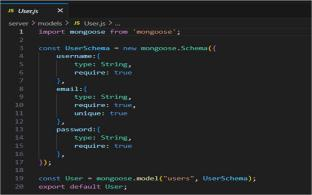 JS User.js ×
server > models > JS User.js > ...
1 import mongoose from 'mongoose';
2
3 const UserSchema = new mongoose.Schema({
4 username:{
5 type: String,
6 require: true
7 },
8 email:{
9 type: String,
10 require: true,
11 unique: true
12 },
13 password:{
14 type: String,
15 require: true
16 },
17 });
18
19 const User = mongoose.model("users", UserSchema);
20 export default User;